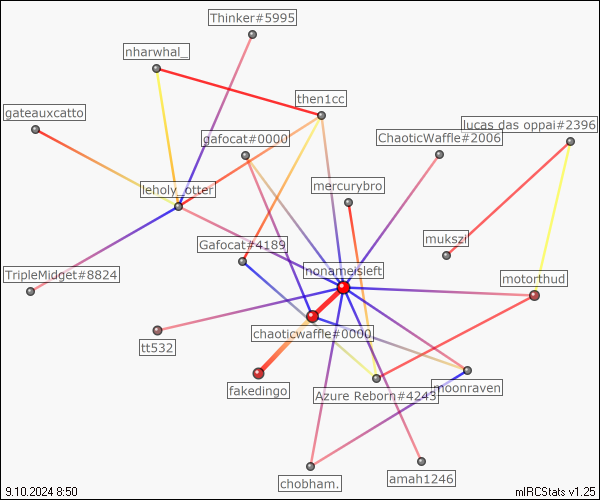 Thinker#5995
nharwhal_
then1cc
gateauxcatto
lucas das oppai#2396
gafocat#0000
ChaoticWaffle#2006
mercurybro
leholy_otter
mukszi
Gafocat#4189
nonameisleft
TripleMidget#8824
motorthud
chaoticwaffle#0000
tt532
fakedingo
Azure Reborn#4243
moonraven
chobham.
amah1246
9.10.2024 8:50
mIRCStats v1.25